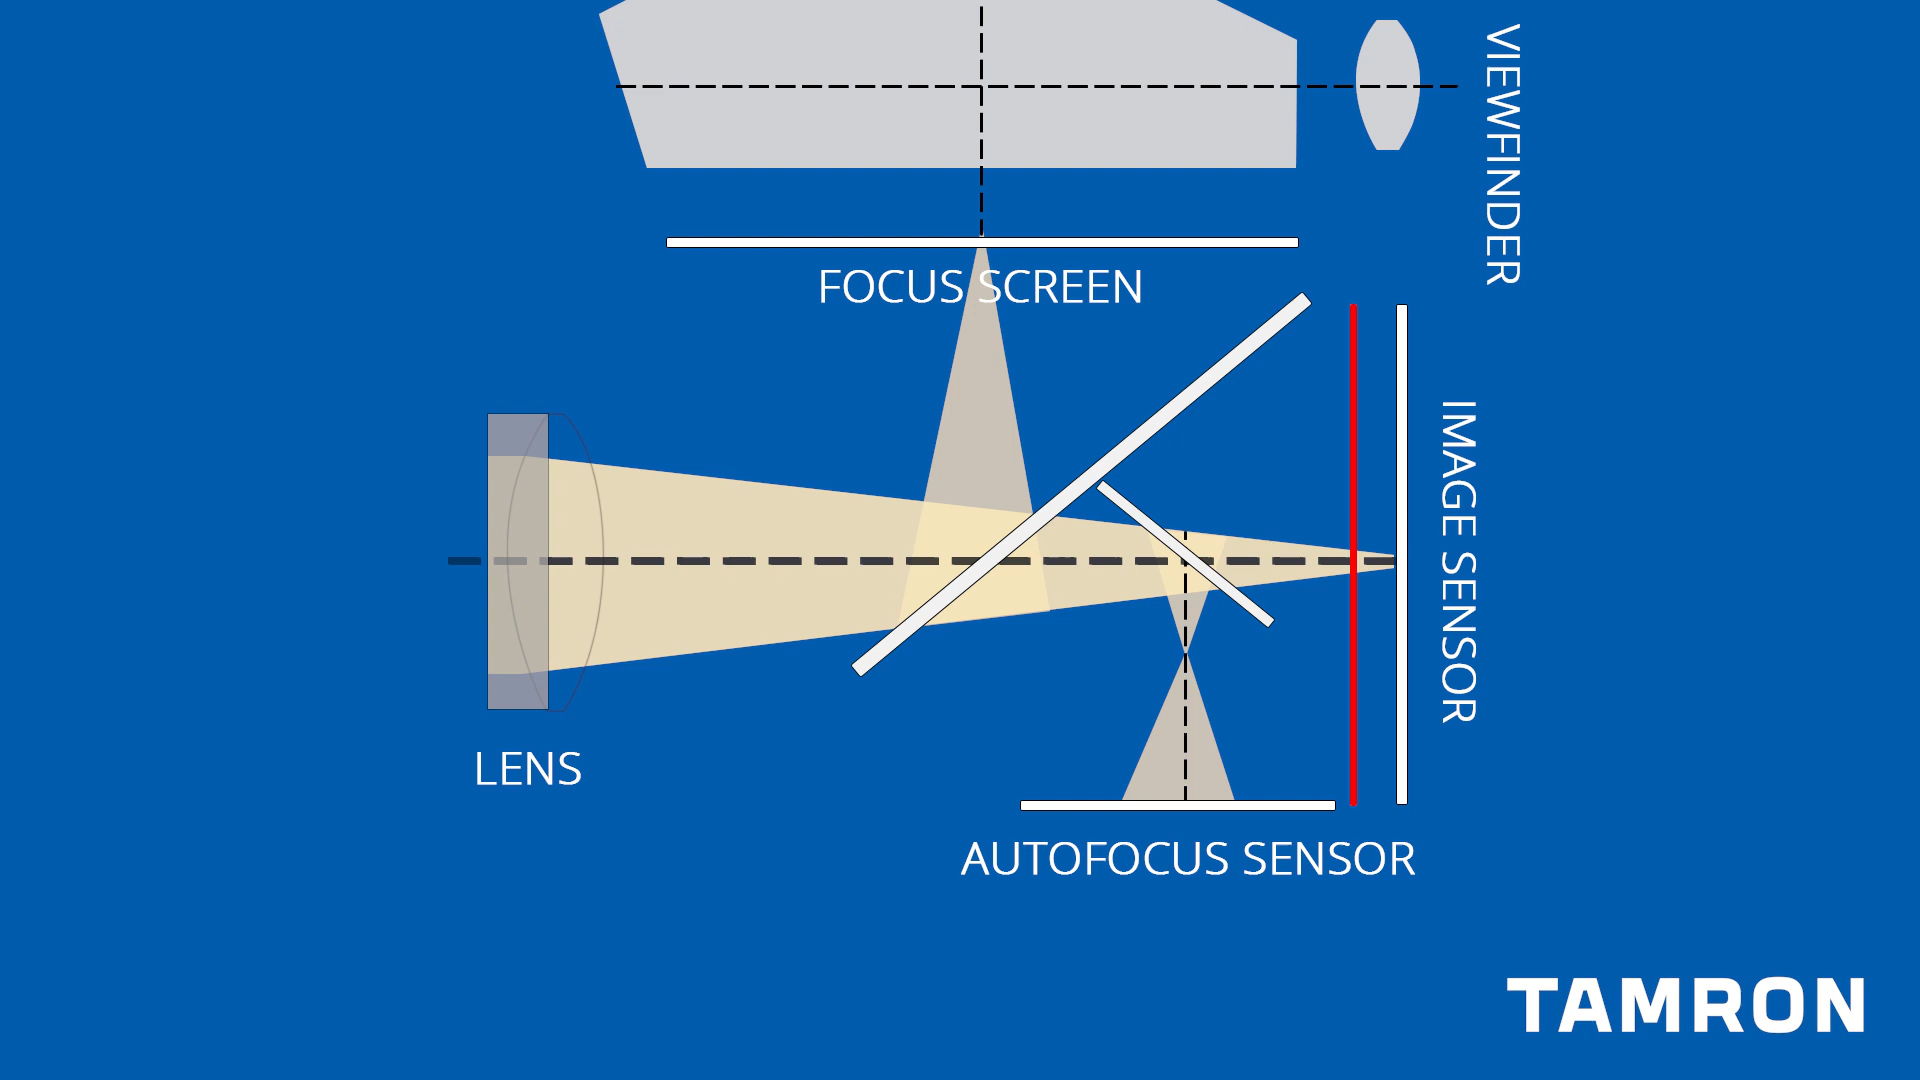 VIEWFINDER
FOCUS SCREEN
IMAGE SENSOR
LENS
AUTOFOCUS SENSOR
TAMRON